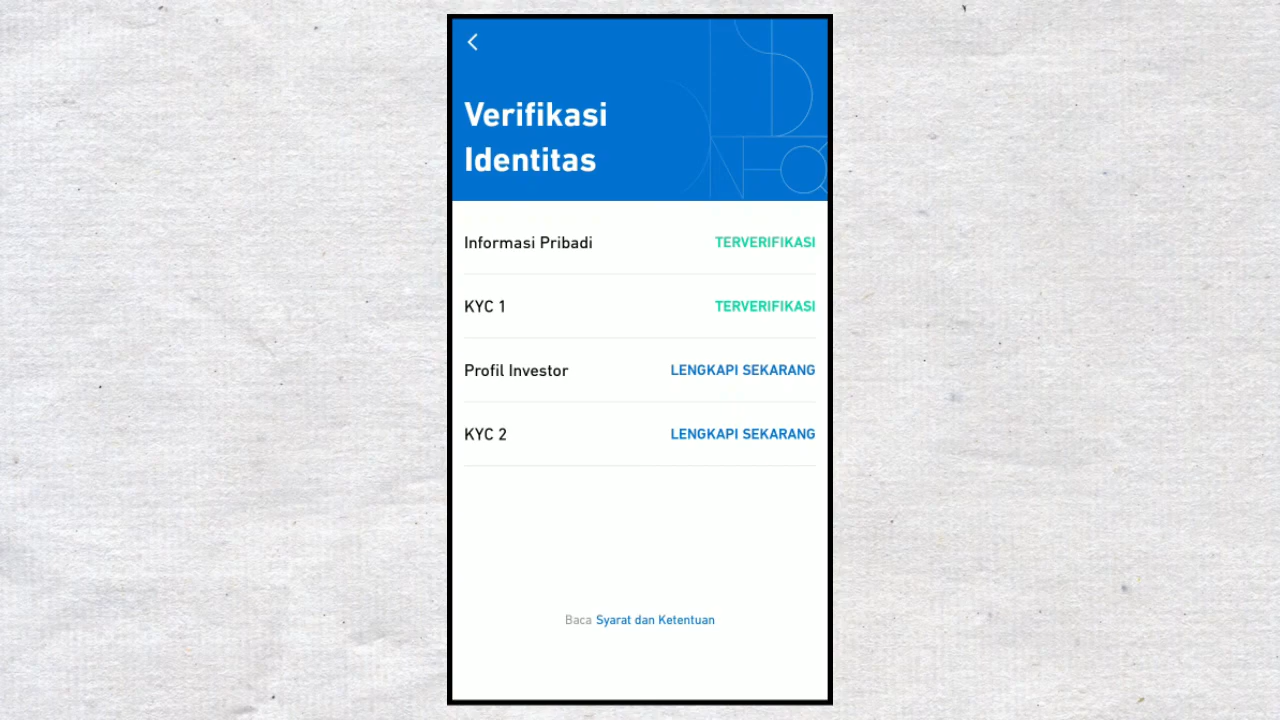 Verifikasi
Identitas
Informasi Pribadi TERVERIFIKASI
KYC 1 TERVERIFIKASI
Profil Investor LENGKAPI SEKARANG
KYC 2 LENGKAPI SEKARANG
Baca Syarat dan Ketentuan